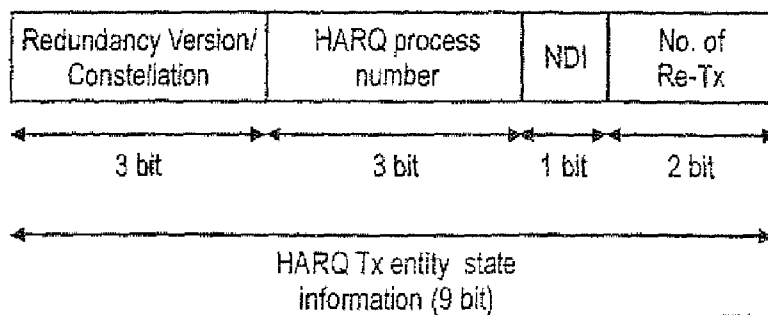 Redundancy Version/
Constellation
HARQ process
number
NDI
No. of
Re-Tx
3 bit
3 bit
1 bit
2 bit
HARQ Tx entity state
information (9 bit)